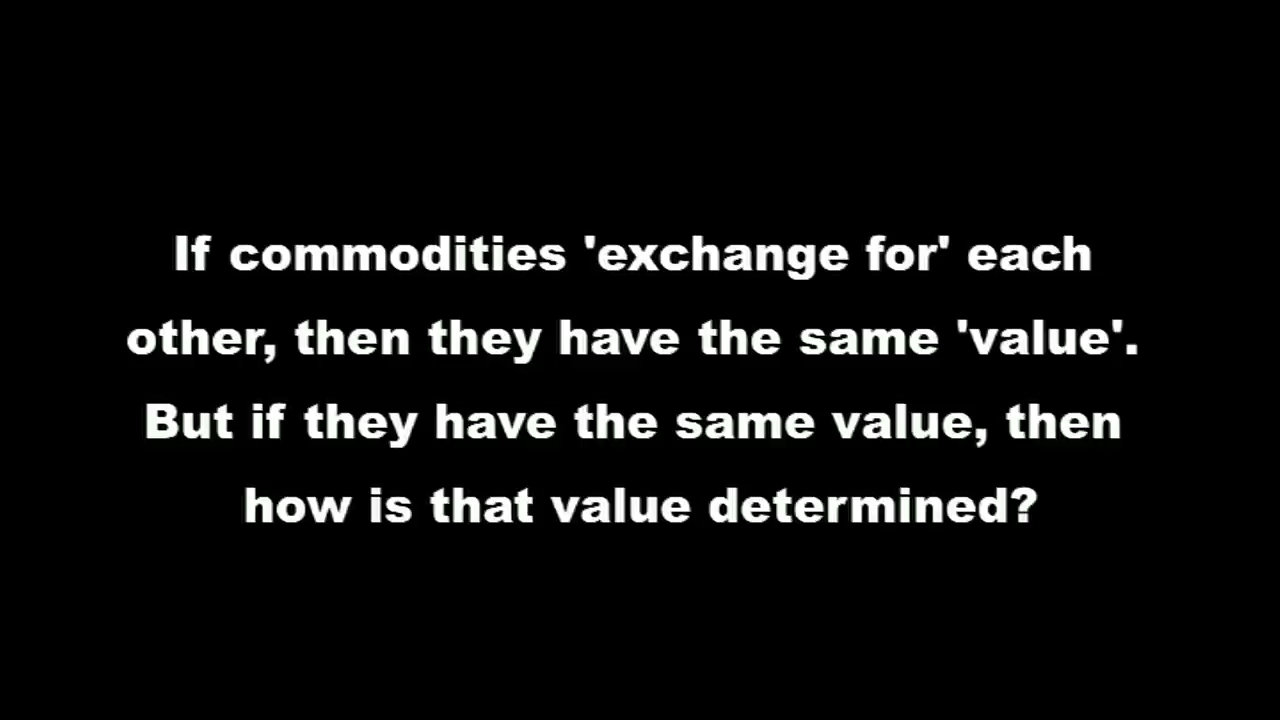 If commodities 'exchange for' each
other, then they have the same 'value'.
But if they have the same value, then
how is that value determined?